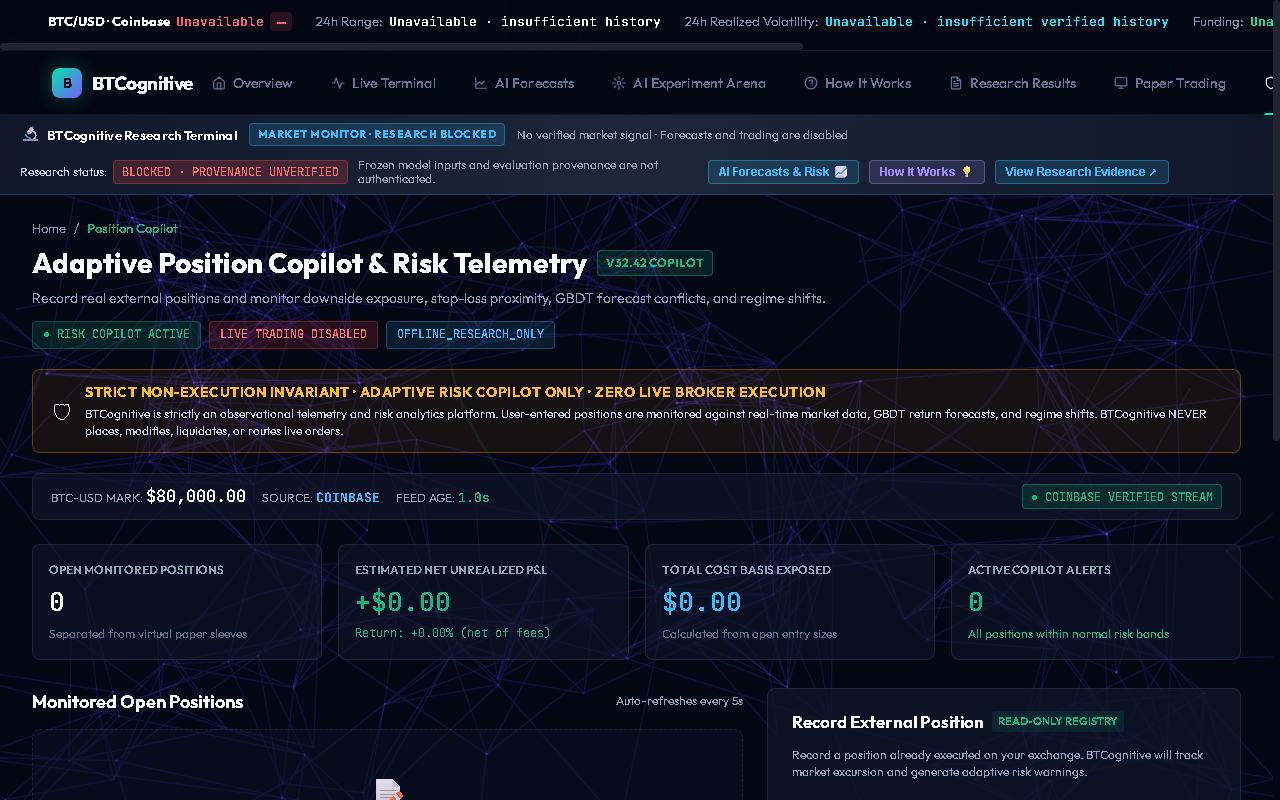 BTC/USD · Coinbase Unavailable — 24h Range: Unavailable · insufficient history 24h Realized Volatility: Unavailable · insufficient verified history Funding: Una
B BTCognitive Overview Live Terminal AI Forecasts AI Experiment Arena How It Works Research Results Paper Trading
BTCognitive Research Terminal MARKET MONITOR · RESEARCH BLOCKED No verified market signal · Forecasts and trading are disabled
Research status: BLOCKED · PROVENANCE UNVERIFIED Frozen model inputs and evaluation provenance are not
authenticated.
AI Forecasts & Risk 📈 How It Works 💡 View Research Evidence ↗
Home / Position Copilot
Adaptive Position Copilot & Risk Telemetry V32.42 COPILOT
Record real external positions and monitor downside exposure, stop-loss proximity, GBDT forecast conflicts, and regime shifts.
● RISK COPILOT ACTIVE LIVE TRADING DISABLED OFFLINE_RESEARCH_ONLY
STRICT NON-EXECUTION INVARIANT · ADAPTIVE RISK COPILOT ONLY · ZERO LIVE BROKER EXECUTION
BTCognitive is strictly an observational telemetry and risk analytics platform. User-entered positions are monitored against real-time market data, GBDT return forecasts, and regime shifts. BTCognitive NEVER
places, modifies, liquidates, or routes live orders.
BTC-USD MARK: $80,000.00 SOURCE: COINBASE FEED AGE: 1.0s ● COINBASE VERIFIED STREAM
OPEN MONITORED POSITIONS
0
Separated from virtual paper sleeves
ESTIMATED NET UNREALIZED P&L
+$0.00
Return: +0.00% (net of fees)
TOTAL COST BASIS EXPOSED
$0.00
Calculated from open entry sizes
ACTIVE COPILOT ALERTS
0
All positions within normal risk bands
Monitored Open Positions Auto-refreshes every 5s
Record External Position READ-ONLY REGISTRY
Record a position already executed on your exchange. BTCognitive will track
market excursion and generate adaptive risk warnings.